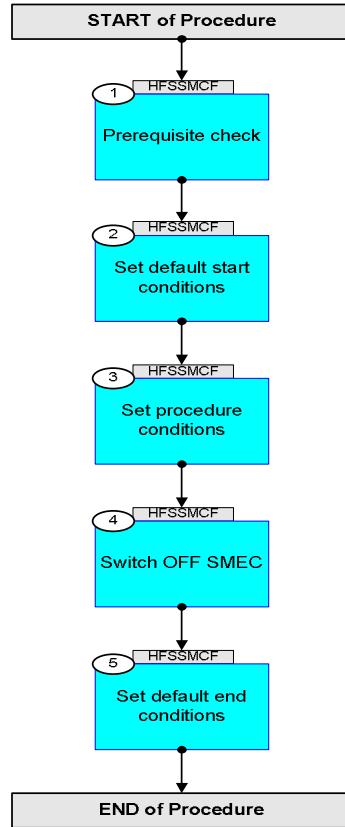 START of Procedure
HFSSMCF
1
Prerequisite check
HFSSMCF
2
Set default start
conditions
HFSSMCF
3
Set procedure
conditions
HFSSMCF
4
Switch OFF SMEC
HFSSMCF
5
Set default end
conditions
END of Procedure